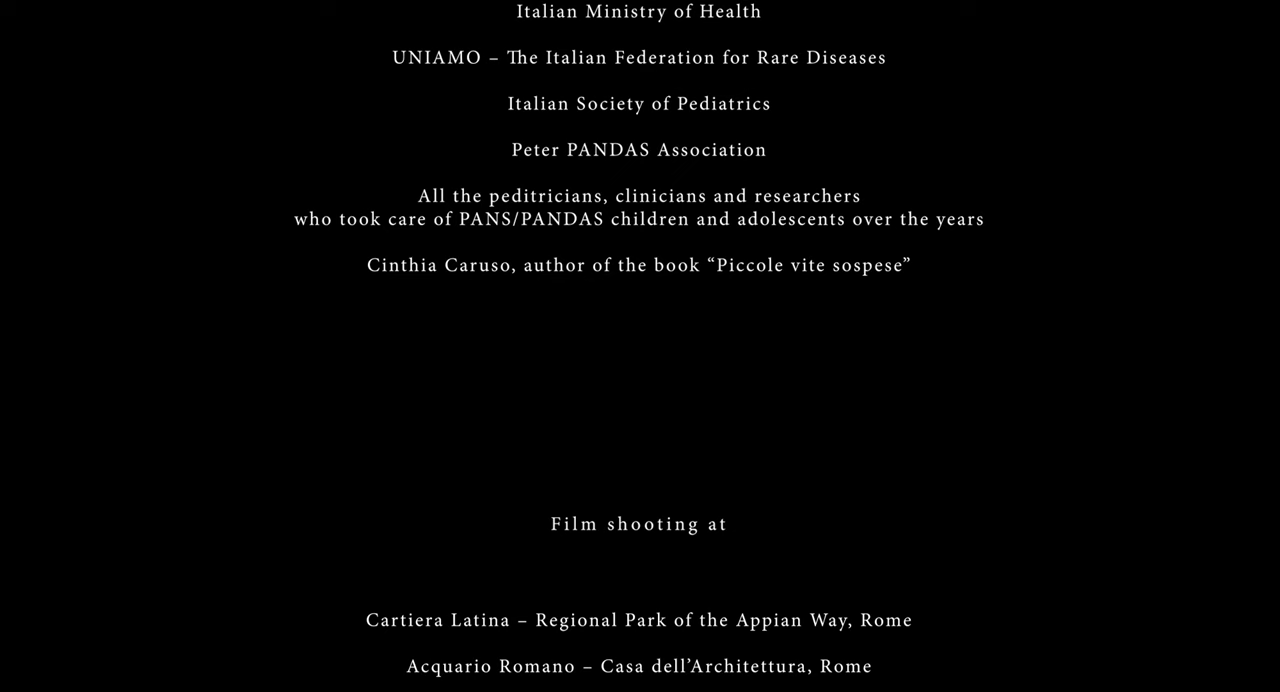 Italian Ministry of Health
UNIAMO – The Italian Federation for Rare Diseases
Italian Society of Pediatrics
Peter PANDAS Association
All the peditricians, clinicians and researchers
who took care of PANS/PANDAS children and adolescents over the years
Cinthia Caruso, author of the book “Piccole vite sospese”
Film shooting at
Cartiera Latina – Regional Park of the Appian Way, Rome
Acquario Romano – Casa dell’Architettura, Rome